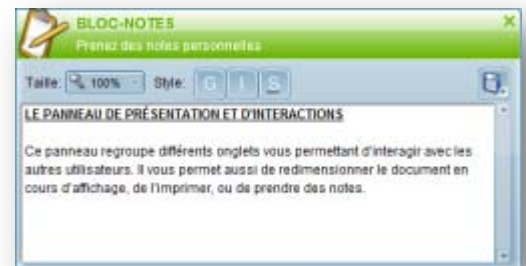 BLOC-NOTES
Prenez des notes personnelles
Taille: 100% Style: G I S
LE PANNEAU DE PRÉSENTATION ET D'INTERACTIONS
Ce panneau regroupe différents onglets vous permettant d'interagir avec les
autres utilisateurs. Il vous permet aussi de redimensionner le document en
cours d'affichage, de l'imprimer, ou de prendre des notes.